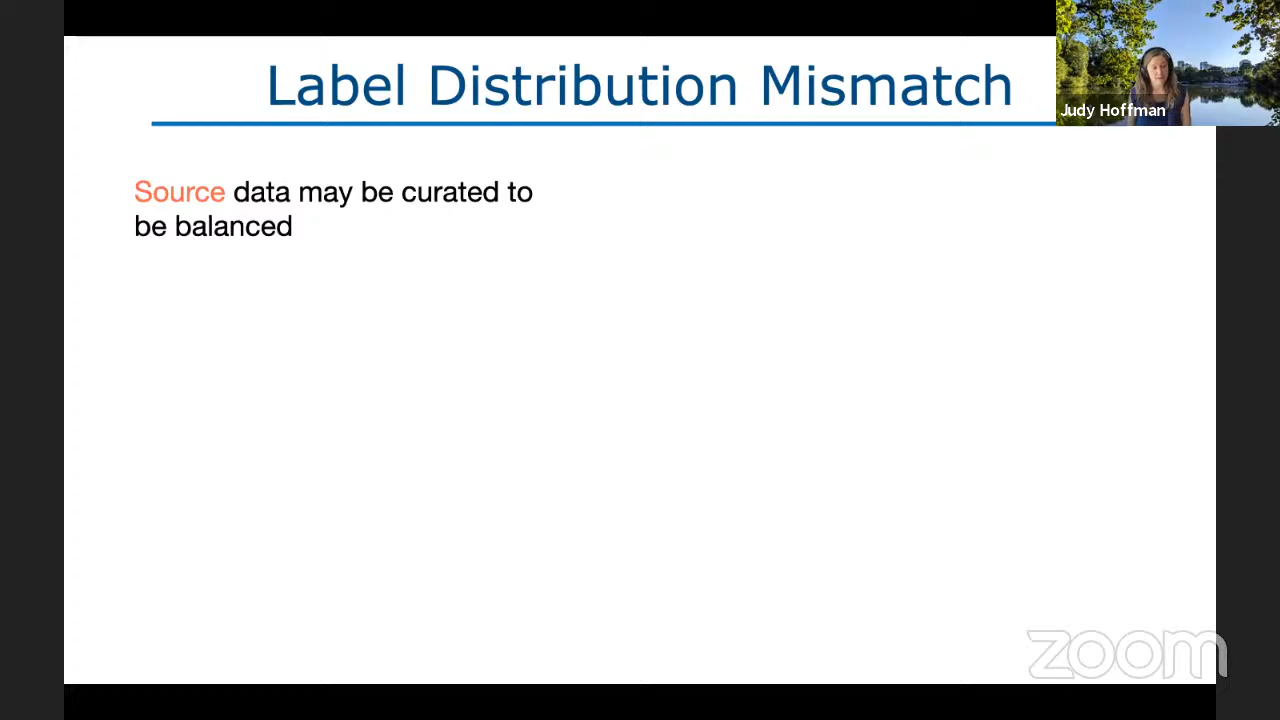 Label Distribution Mismatch
Judy Hoffman
Source data may be curated to
be balanced
zoom